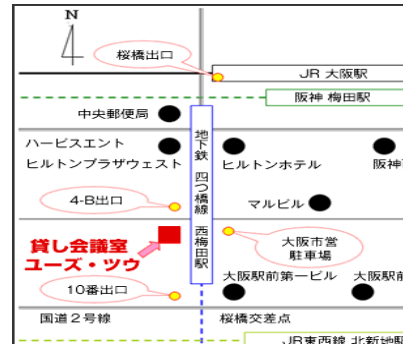 N
桜橋出口
JR 大阪駅
阪神 梅田駅
中央郵便局
ハービスエント
ヒルトンプラザウェスト
地下鉄 四つ橋線 西梅田駅
ヒルトンホテル
阪神
4-B出口
マルビル
貸し会議室
ユーズ・ツウ
大阪市営
駐車場
10番出口
大阪駅前第一ビル
大阪駅前
国道2号線
桜橋交差点
JR東西線 北新地駅